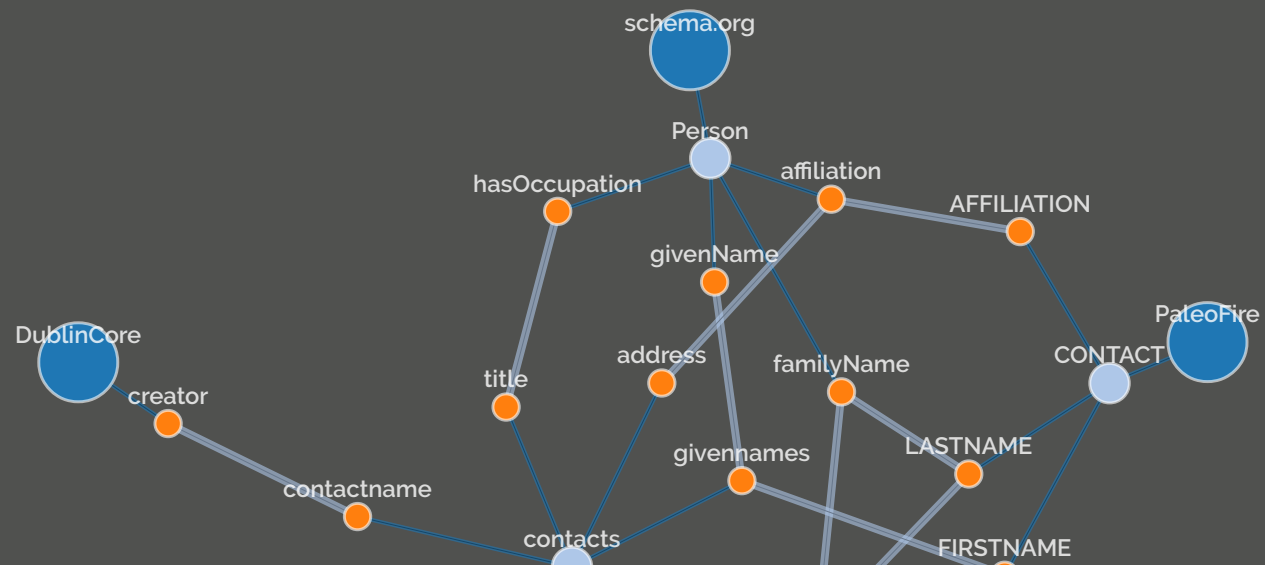 schema.org
Person
affiliation
hasOccupation
AFFILIATION
givenName
PaleoFire
DublinCore
address
CONTACT
familyName
title
creator
LASTNAME
givennames
contactname
contacts
FIRSTNAME